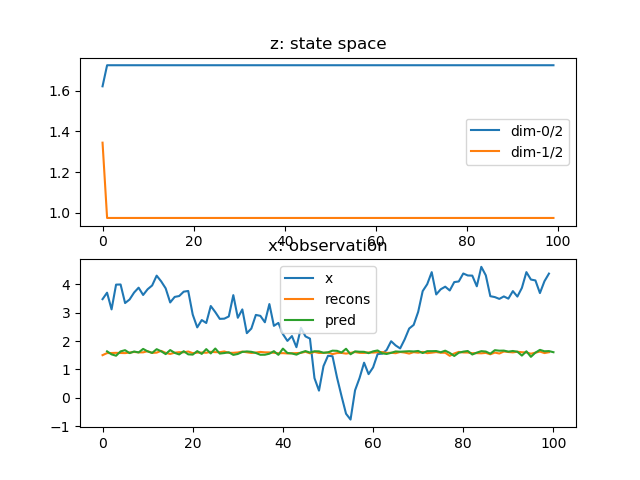 z: state space
1.6
1.4
1.2
1.0
dim-0/2
dim-1/2
0 20 40 60 80 100
x: observation
4
3
2
1
0
−1
x
recons
pred
0 20 40 60 80 100